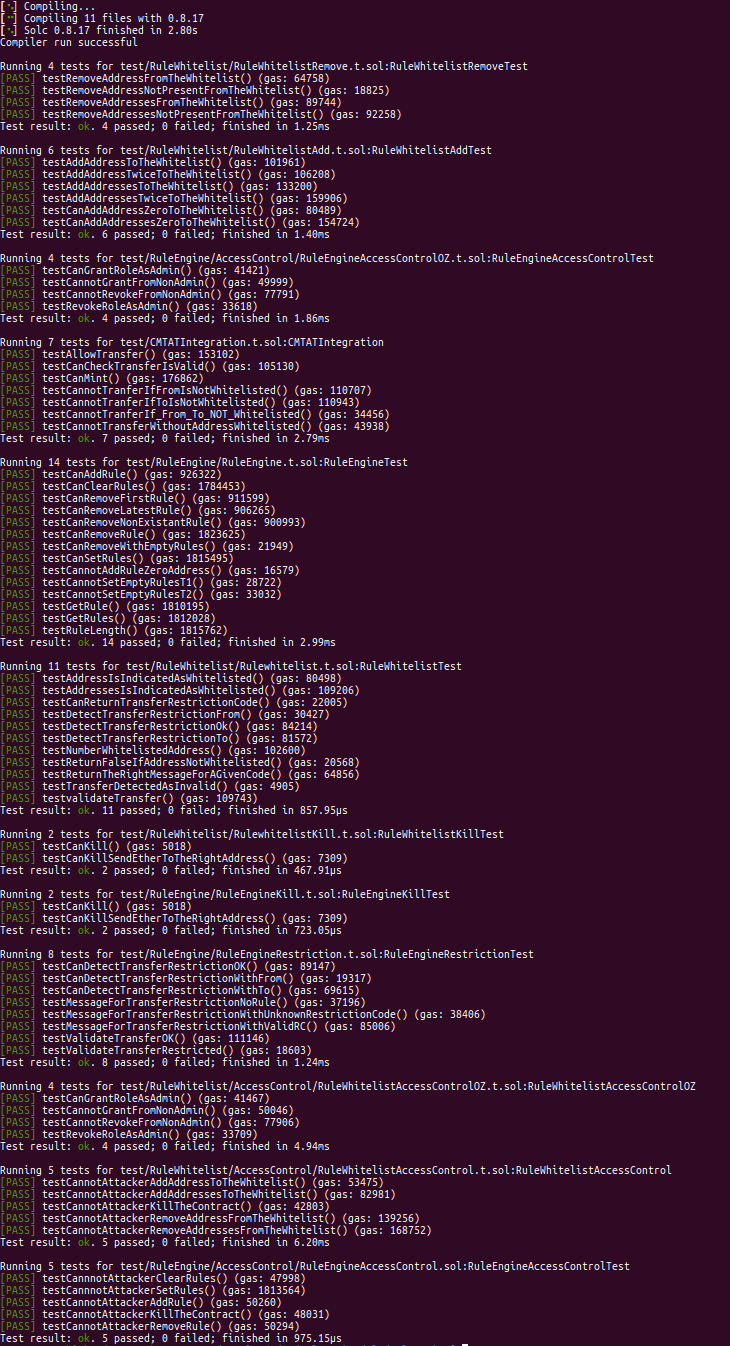 [⠢] Compiling...
[⠒] Compiling 11 files with 0.8.17
[⠢] Solc 0.8.17 finished in 2.80s
Compiler run successful
Running 4 tests for test/RuleWhitelist/RuleWhitelistRemove.t.sol:RuleWhitelistRemoveTest
[PASS] testRemoveAddressFromTheWhitelist() (gas: 64758)
[PASS] testRemoveAddressNotPresentFromTheWhitelist() (gas: 18825)
[PASS] testRemoveAddressesFromTheWhitelist() (gas: 89744)
[PASS] testRemoveAddressesNotPresentFromTheWhitelist() (gas: 92258)
Test result: ok. 4 passed; 0 failed; finished in 1.25ms
Running 6 tests for test/RuleWhitelist/RuleWhitelistAdd.t.sol:RuleWhitelistAddTest
[PASS] testAddAddressToTheWhitelist() (gas: 101961)
[PASS] testAddAddressTwiceToTheWhitelist() (gas: 106208)
[PASS] testAddAddressesToTheWhitelist() (gas: 133200)
[PASS] testAddAddressesTwiceToTheWhitelist() (gas: 159906)
[PASS] testCanAddAddressZeroToTheWhitelist() (gas: 80489)
[PASS] testCanAddAddressesZeroToTheWhitelist() (gas: 154724)
Test result: ok. 6 passed; 0 failed; finished in 1.40ms
Running 4 tests for test/RuleEngine/AccessControl/RuleEngineAccessControlOZ.t.sol:RuleEngineAccessControlTest
[PASS] testCanGrantRoleAsAdmin() (gas: 41421)
[PASS] testCannotGrantFromNonAdmin() (gas: 49999)
[PASS] testCannotRevokeFromNonAdmin() (gas: 77791)
[PASS] testRevokeRoleAsAdmin() (gas: 33618)
Test result: ok. 4 passed; 0 failed; finished in 1.86ms
Running 7 tests for test/CMTATIntegration.t.sol:CMTATIntegration
[PASS] testAllowTransfer() (gas: 153102)
[PASS] testCanCheckTransferIsValid() (gas: 105130)
[PASS] testCanMint() (gas: 176862)
[PASS] testCannotTranferIfFromIsNotWhitelisted() (gas: 110707)
[PASS] testCannotTranferIfToIsNotWhitelisted() (gas: 110943)
[PASS] testCannotTranferIf_From_To_NOT_Whitelisted() (gas: 34456)
[PASS] testCannotTransferWithoutAddressWhitelisted() (gas: 43938)
Test result: ok. 7 passed; 0 failed; finished in 2.79ms
Running 14 tests for test/RuleEngine/RuleEngine.t.sol:RuleEngineTest
[PASS] testCanAddRule() (gas: 926322)
[PASS] testCanClearRules() (gas: 1784453)
[PASS] testCanRemoveFirstRule() (gas: 911599)
[PASS] testCanRemoveLatestRule() (gas: 906265)
[PASS] testCanRemoveNonExistantRule() (gas: 900993)
[PASS] testCanRemoveRule() (gas: 1823625)
[PASS] testCanRemoveWithEmptyRules() (gas: 21949)
[PASS] testCanSetRules() (gas: 1815495)
[PASS] testCannotAddRuleZeroAddress() (gas: 16579)
[PASS] testCannotSetEmptyRulesT1() (gas: 28722)
[PASS] testCannotSetEmptyRulesT2() (gas: 33032)
[PASS] testGetRule() (gas: 1810195)
[PASS] testGetRules() (gas: 1812028)
[PASS] testRuleLength() (gas: 1815762)
Test result: ok. 14 passed; 0 failed; finished in 2.99ms
Running 11 tests for test/RuleWhitelist/Rulewhitelist.t.sol:RuleWhitelistTest
[PASS] testAddressIsIndicatedAsWhitelisted() (gas: 80498)
[PASS] testAddressesIsIndicatedAsWhitelisted() (gas: 109206)
[PASS] testCanReturnTransferRestrictionCode() (gas: 22005)
[PASS] testDetectTransferRestrictionFrom() (gas: 30427)
[PASS] testDetectTransferRestrictionOk() (gas: 84214)
[PASS] testDetectTransferRestrictionTo() (gas: 81572)
[PASS] testNumberWhitelistedAddress() (gas: 102600)
[PASS] testReturnFalseIfAddressNotWhitelisted() (gas: 20568)
[PASS] testReturnTheRightMessageForAGivenCode() (gas: 64856)
[PASS] testTransferDetectedAsInvalid() (gas: 4905)
[PASS] testvalidateTransfer() (gas: 109743)
Test result: ok. 11 passed; 0 failed; finished in 857.95µs
Running 2 tests for test/RuleWhitelist/RulewhitelistKill.t.sol:RuleWhitelistKillTest
[PASS] testCanKill() (gas: 5018)
[PASS] testCanKillSendEtherToTheRightAddress() (gas: 7309)
Test result: ok. 2 passed; 0 failed; finished in 467.91µs
Running 2 tests for test/RuleEngine/RuleEngineKill.t.sol:RuleEngineKillTest
[PASS] testCanKill() (gas: 5018)
[PASS] testCanKillSendEtherToTheRightAddress() (gas: 7309)
Test result: ok. 2 passed; 0 failed; finished in 723.05µs
Running 8 tests for test/RuleEngine/RuleEngineRestriction.t.sol:RuleEngineRestrictionTest
[PASS] testCanDetectTransferRestrictionOK() (gas: 89147)
[PASS] testCanDetectTransferRestrictionWithFrom() (gas: 19317)
[PASS] testCanDetectTransferRestrictionWithTo() (gas: 69615)
[PASS] testMessageForTransferRestrictionNoRule() (gas: 37196)
[PASS] testMessageForTransferRestrictionWithUnknownRestrictionCode() (gas: 38406)
[PASS] testMessageForTransferRestrictionWithValidRC() (gas: 85006)
[PASS] testValidateTransferOK() (gas: 111146)
[PASS] testValidateTransferRestricted() (gas: 18603)
Test result: ok. 8 passed; 0 failed; finished in 1.24ms
Running 4 tests for test/RuleWhitelist/AccessControl/RuleWhitelistAccessControlOZ.t.sol:RuleWhitelistAccessControlOZ
[PASS] testCanGrantRoleAsAdmin() (gas: 41467)
[PASS] testCannotGrantFromNonAdmin() (gas: 50046)
[PASS] testCannotRevokeFromNonAdmin() (gas: 77906)
[PASS] testRevokeRoleAsAdmin() (gas: 33709)
Test result: ok. 4 passed; 0 failed; finished in 4.94ms
Running 5 tests for test/RuleWhitelist/AccessControl/RuleWhitelistAccessControl.t.sol:RuleWhitelistAccessControl
[PASS] testCannotAttackerAddAddressToTheWhitelist() (gas: 53475)
[PASS] testCannotAttackerAddAddressesToTheWhitelist() (gas: 82981)
[PASS] testCannotAttackerKillTheContract() (gas: 42803)
[PASS] testCannotAttackerRemoveAddressFromTheWhitelist() (gas: 139256)
[PASS] testCannotAttackerRemoveAddressesFromTheWhitelist() (gas: 168752)
Test result: ok. 5 passed; 0 failed; finished in 6.20ms
Running 5 tests for test/RuleEngine/AccessControl/RuleEngineAccessControl.sol:RuleEngineAccessControlTest
[PASS] testCannnotAttackerClearRules() (gas: 47998)
[PASS] testCannnotAttackerSetRules() (gas: 1813564)
[PASS] testCannotAttackerAddRule() (gas: 50260)
[PASS] testCannotAttackerKillTheContract() (gas: 48031)
[PASS] testCannotAttackerRemoveRule() (gas: 50294)
Test result: ok. 5 passed; 0 failed; finished in 975.15µs